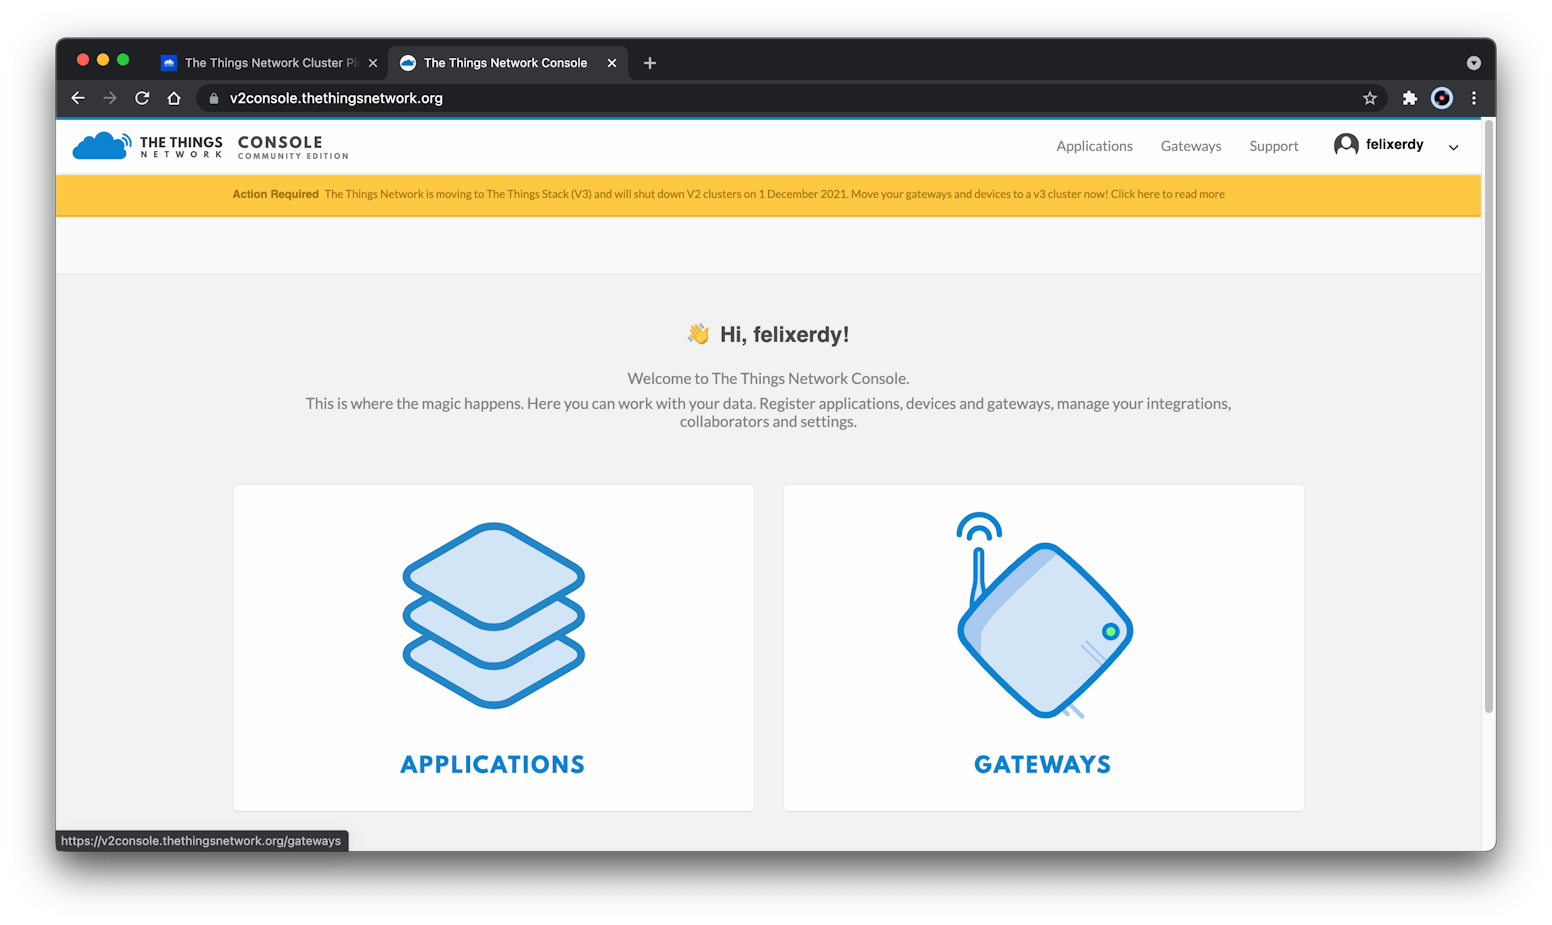 The Things Network Cluster Pi
The Things Network Console
v2console.thethingsnetwork.org
THE THINGS
NETWORK
CONSOLE
COMMUNITY EDITION
Applications
Gateways
Support
felixerdy
Action Required The Things Network is moving to The Things Stack (V3) and will shut down V2 clusters on 1 December 2021. Move your gateways and devices to a v3 cluster now! Click here to read more
👋 Hi, felixerdy!
Welcome to The Things Network Console.
This is where the magic happens. Here you can work with your data. Register applications, devices and gateways, manage your integrations,
collaborators and settings.
APPLICATIONS
GATEWAYS
https://v2console.thethingsnetwork.org/gateways